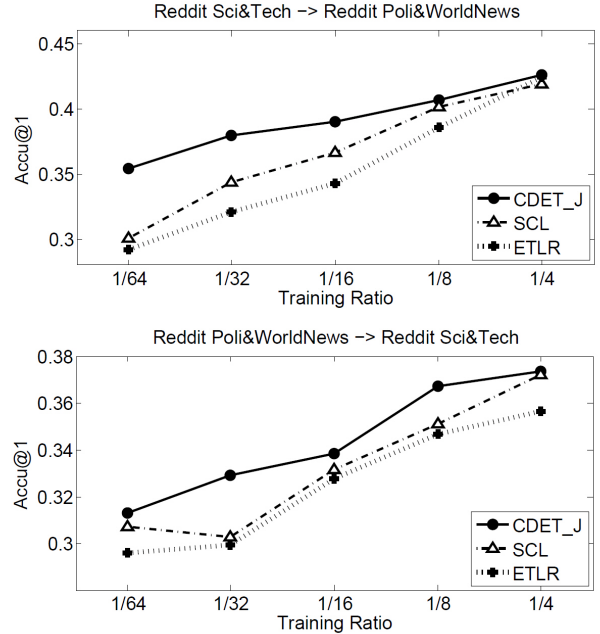 Reddit Sci&Tech −> Reddit Poli&WorldNews
0.45
0.4
0.35
0.3
Accu@1
CDET_J
SCL
ETLR
1/64 1/32 1/16 1/8 1/4
Training Ratio
Reddit Poli&WorldNews −> Reddit Sci&Tech
0.38
0.36
0.34
0.32
0.3
Accu@1
CDET_J
SCL
ETLR
1/64 1/32 1/16 1/8 1/4
Training Ratio